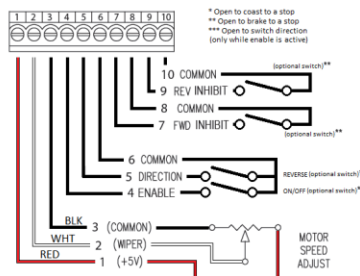 1 2 3 4 5 6 7 8 9 10
* Open to coast to a stop
** Open to brake to a stop
*** Open to switch direction
(only while enable is active)
(optional switch)**
10 COMMON
9 REV INHIBIT
8 COMMON
7 FWD INHIBIT
(optional switch)**
6 COMMON
5 DIRECTION
REVERSE (optional switch)
4 ENABLE
ON/OFF (optional switch)*
BLK 3 (COMMON)
WHT 2 (WIPER)
RED 1 (+5V)
MOTOR
SPEED
ADJUST